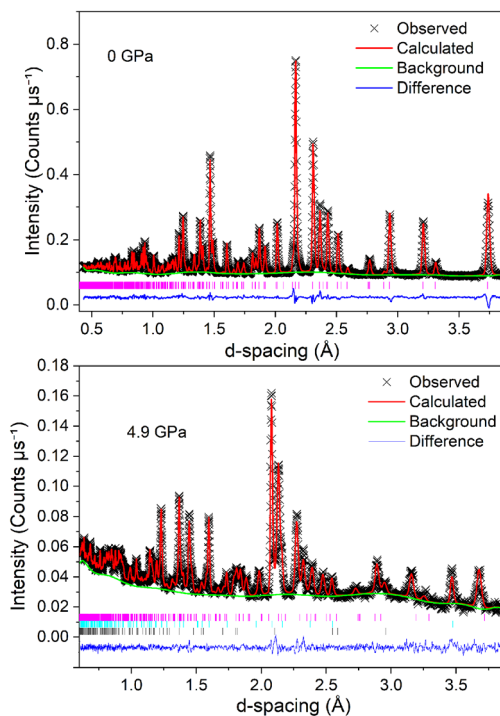 0 GPa
Observed
Calculated
Background
Difference
Intensity (Counts µs⁻¹)
0.8
0.6
0.4
0.2
0.0
0.5 1.0 1.5 2.0 2.5 3.0 3.5
d-spacing (Å)
4.9 GPa
Observed
Calculated
Background
Difference
Intensity (Counts µs⁻¹)
0.18
0.16
0.14
0.12
0.10
0.08
0.06
0.04
0.02
0.00
1.0 1.5 2.0 2.5 3.0 3.5
d-spacing (Å)